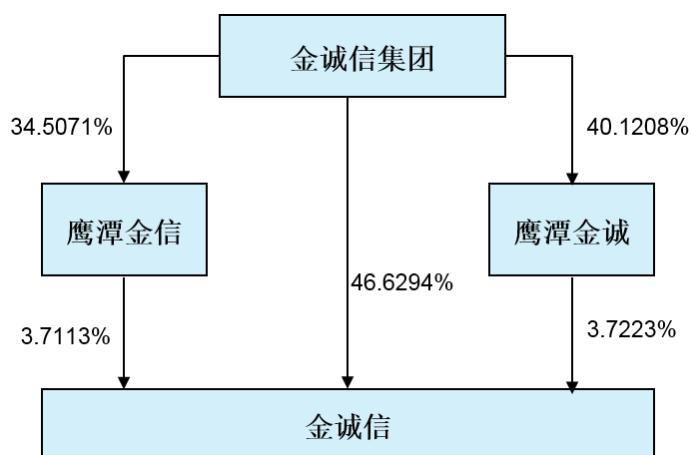 金诚信集团
34.5071%
40.1208%
鹰潭金信
鹰潭金诚
46.6294%
3.7113%
3.7223%
金诚信